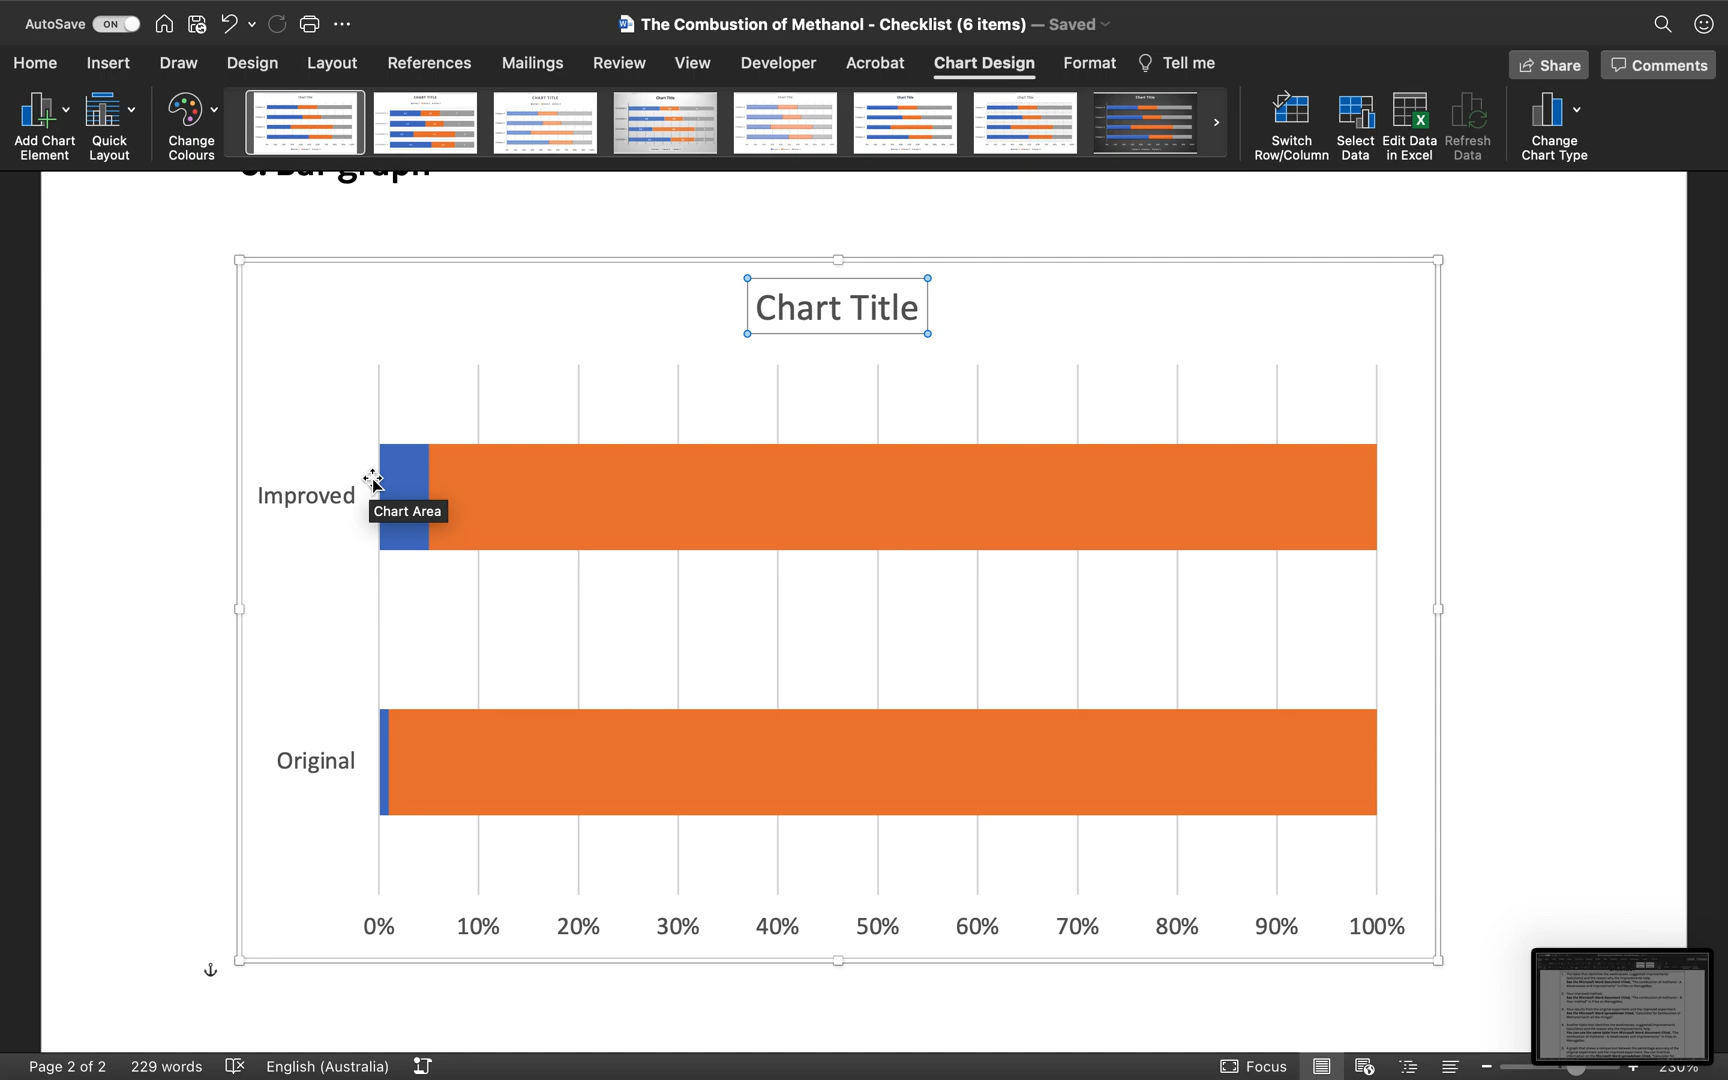 AutoSave ON
The Combustion of Methanol - Checklist (6 items) — Saved
Home Insert Draw Design Layout References Mailings Review View Developer Acrobat Chart Design Format Tell me
Share Comments
Add Chart Element
Quick Layout
Change Colours
Switch Row/Column
Select Data
Edit Data in Excel
Refresh Data
Change Chart Type
Bar graph
Chart Title
Improved
Chart Area
Original
0% 10% 20% 30% 40% 50% 60% 70% 80% 90% 100%
Page 2 of 2 229 words English (Australia) Focus 230%